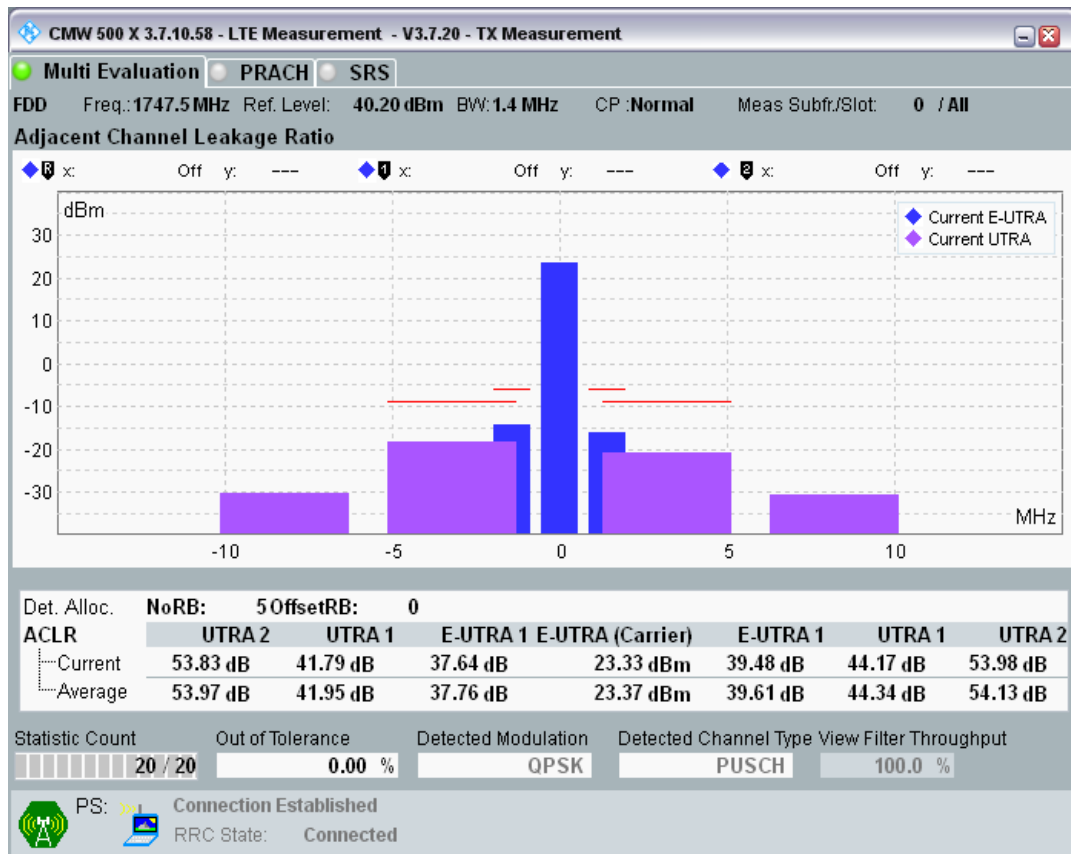 CMW 500 X 3.7.10.58 - LTE Measurement - V3.7.20 - TX Measurement
Multi Evaluation PRACH SRS
FDD Freq.: 1747.5 MHz Ref. Level: 40.20 dBm BW: 1.4 MHz CP : Normal Meas Subfr./Slot: 0 / All
Adjacent Channel Leakage Ratio
R x: Off y: --- 1 x: Off y: --- 2 x: Off y: ---
dBm
Current E-UTRA
Current UTRA
30
20
10
0
-10
-20
-30
MHz
-10 -5 0 5 10
Det. Alloc. NoRB: 5 OffsetRB: 0
ACLR UTRA 2 UTRA 1 E-UTRA 1 E-UTRA (Carrier) E-UTRA 1 UTRA 1 UTRA 2
Current 53.83 dB 41.79 dB 37.64 dB 23.33 dBm 39.48 dB 44.17 dB 53.98 dB
Average 53.97 dB 41.95 dB 37.76 dB 23.37 dBm 39.61 dB 44.34 dB 54.13 dB
Statistic Count Out of Tolerance Detected Modulation Detected Channel Type View Filter Throughput
20 / 20 0.00 % QPSK PUSCH 100.0 %
PS: Connection Established
RRC State: Connected